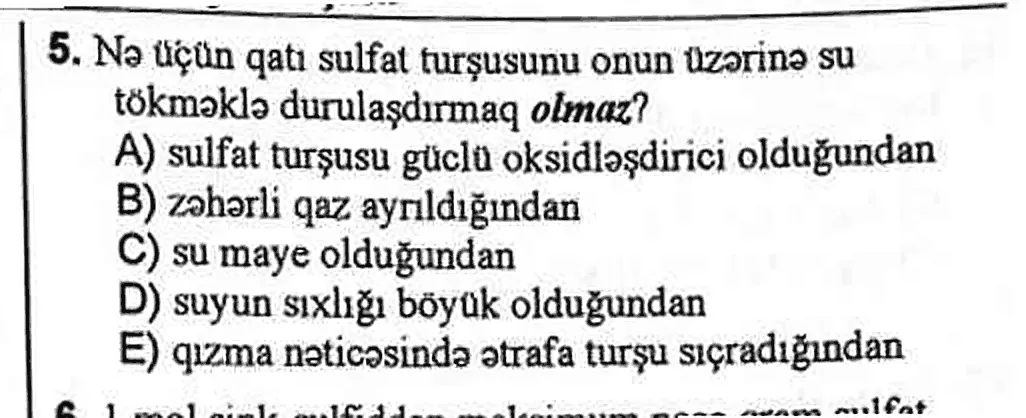 5. Nə üçün qatı sulfat turşusunu onun üzərinə su
tökməklə durulaşdırmaq olmaz?
A) sulfat turşusu güclü oksidləşdirici olduğundan
B) zəhərli qaz ayrıldığından
C) su maye olduğundan
D) suyun sıxlığı böyük olduğundan
E) qızma nəticəsində ətrafa turşu sıçradığından